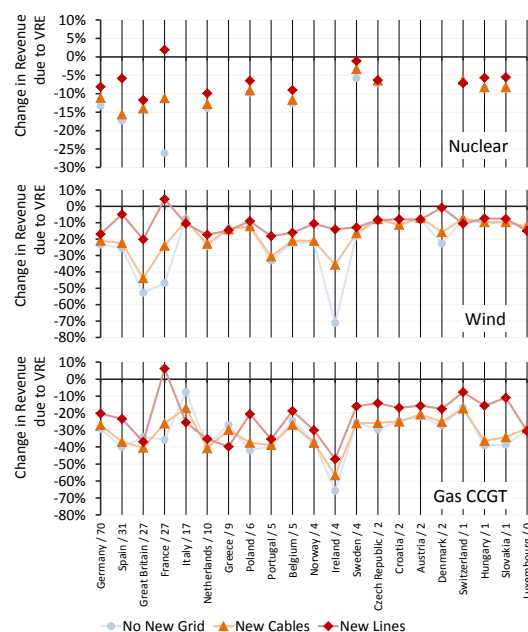 Change in Revenue
due to VRE
10%
5%
0%
-5%
-10%
-15%
-20%
-25%
-30%
Nuclear
Change in Revenue
due to VRE
10%
0%
-10%
-20%
-30%
-40%
-50%
-60%
-70%
-80%
Wind
Change in Revenue
due to VRE
10%
0%
-10%
-20%
-30%
-40%
-50%
-60%
-70%
-80%
Gas CCGT
Germany / 70
Spain / 31
Great Britain / 27
France / 27
Italy / 17
Netherlands / 10
Greece / 9
Poland / 6
Portugal / 5
Belgium / 5
Norway / 4
Ireland / 4
Sweden / 4
Czech Republic / 2
Croatia / 2
Austria / 2
Denmark / 2
Switzerland / 1
Hungary / 1
Slovakia / 1
Luxembourg / 0
No New Grid
New Cables
New Lines